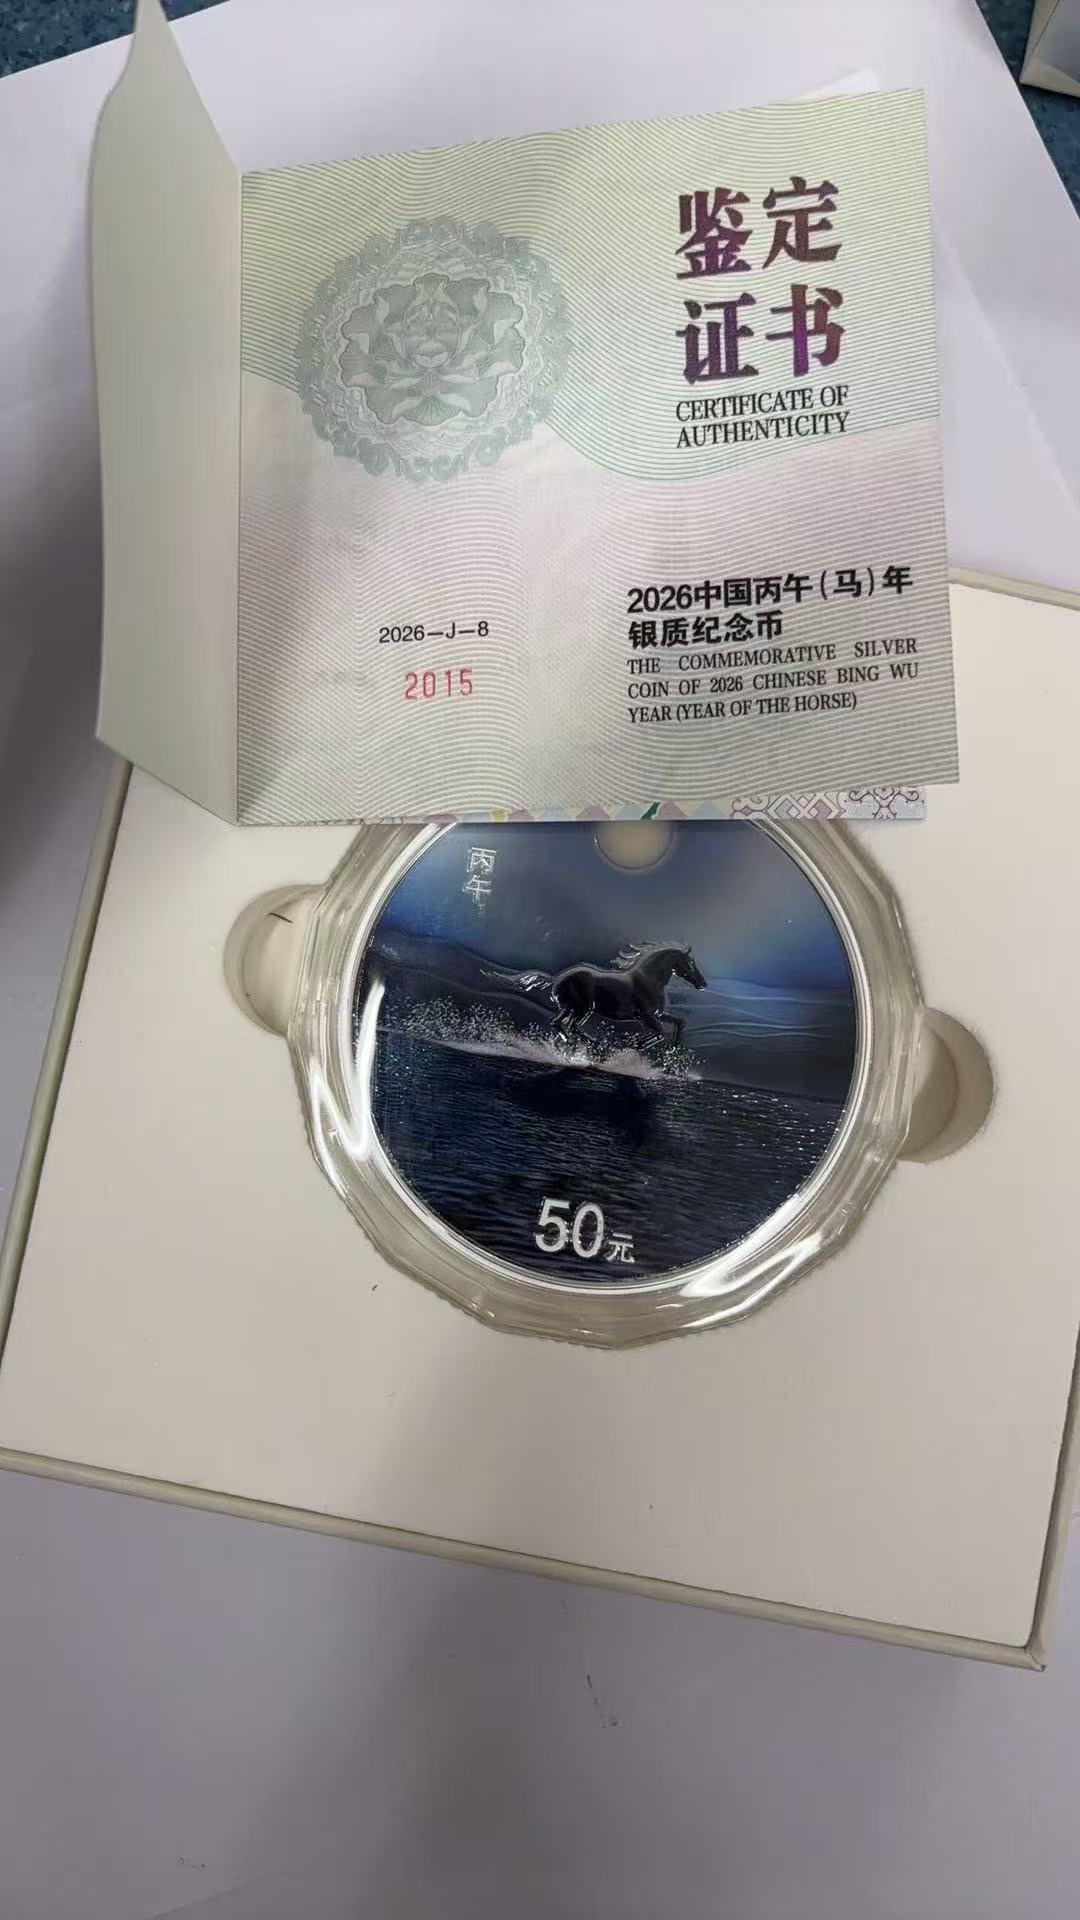 鉴定
证书
CERTIFICATE OF
AUTHENTICITY
2026中国丙午(马)年
银质纪念币
THE COMMEMORATIVE SILVER
COIN OF 2026 CHINESE BING WU
YEAR (YEAR OF THE HORSE)
2026-J-8
2015
丙
午
50元